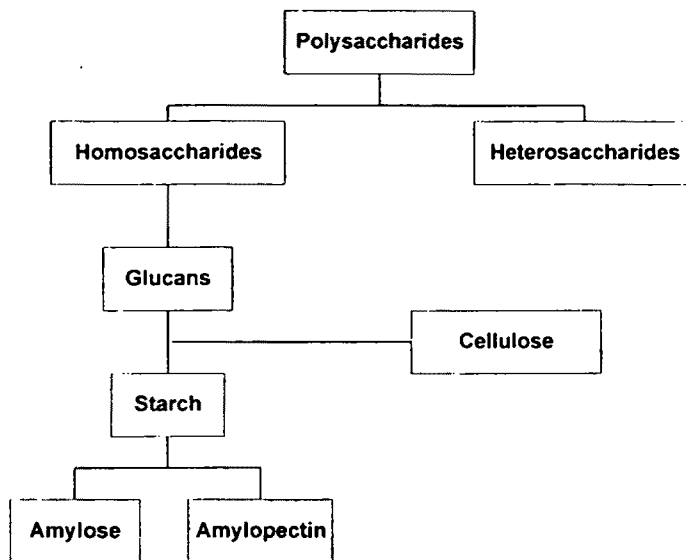 Polysaccharides
Homosaccharides
Heterosaccharides
Glucans
Cellulose
Starch
Amylose
Amylopectin